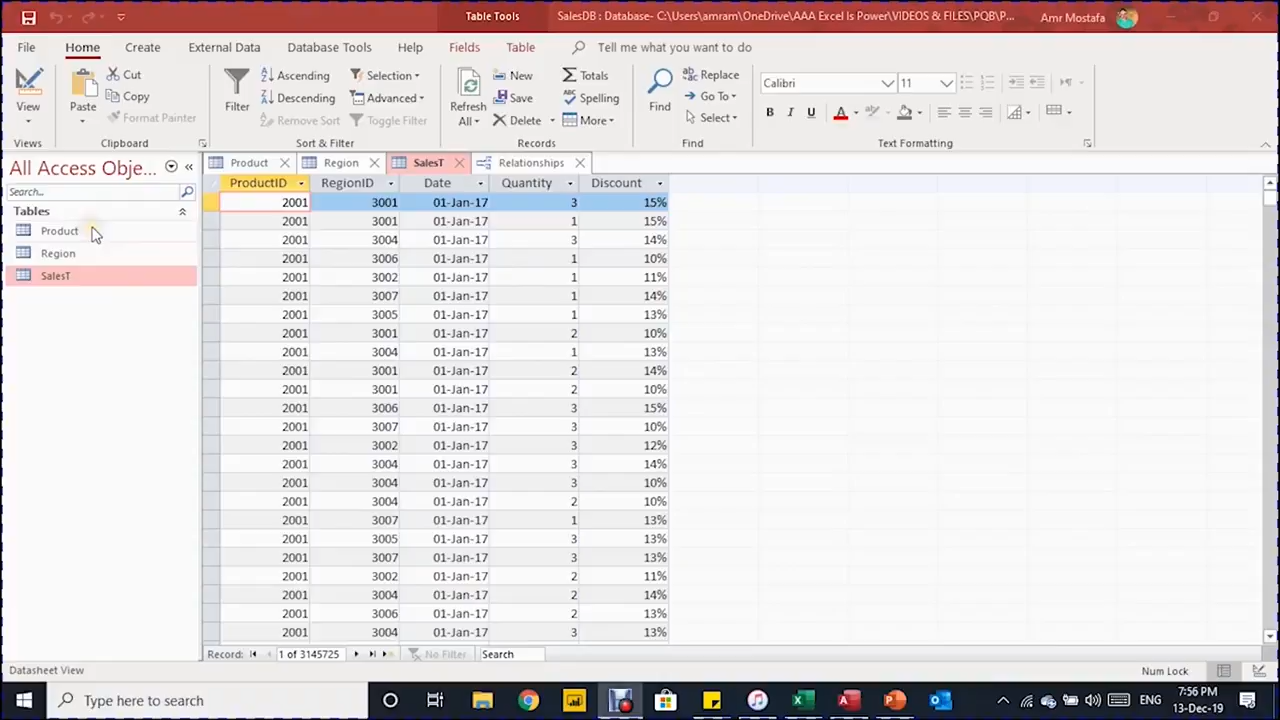 Table Tools
SalesDB : Database- C:\Users\amram\OneDrive\AAA Excel Is Power\VIDEOS & FILES\PQB\P...
Amr Mostafa
File Home Create External Data Database Tools Help Fields Table Tell me what you want to do
View
Views
Paste
Cut
Copy
Format Painter
Clipboard
Filter
Ascending
Descending
Remove Sort
Selection
Advanced
Toggle Filter
Sort & Filter
Refresh
All
New
Save
Delete
Totals
Spelling
More
Records
Find
Replace
Go To
Select
Find
Calibri 11
B I U A
Text Formatting
All Access Obje...
Search...
Tables
Product
Region
SalesT
Product Region SalesT Relationships
ProductID RegionID Date Quantity Discount
2001 3001 01-Jan-17 3 15%
2001 3001 01-Jan-17 1 15%
2001 3004 01-Jan-17 3 14%
2001 3006 01-Jan-17 1 10%
2001 3002 01-Jan-17 1 11%
2001 3007 01-Jan-17 1 14%
2001 3005 01-Jan-17 1 13%
2001 3001 01-Jan-17 2 10%
2001 3004 01-Jan-17 1 13%
2001 3001 01-Jan-17 2 14%
2001 3001 01-Jan-17 2 10%
2001 3006 01-Jan-17 3 15%
2001 3007 01-Jan-17 3 10%
2001 3002 01-Jan-17 3 12%
2001 3004 01-Jan-17 3 14%
2001 3004 01-Jan-17 3 10%
2001 3004 01-Jan-17 2 10%
2001 3007 01-Jan-17 1 13%
2001 3005 01-Jan-17 3 13%
2001 3007 01-Jan-17 3 13%
2001 3002 01-Jan-17 2 11%
2001 3004 01-Jan-17 2 14%
2001 3006 01-Jan-17 2 13%
2001 3004 01-Jan-17 3 13%
Record: 1 of 3145725 No Filter Search
Datasheet View
Num Lock
Type here to search
ENG
7:56 PM
13-Dec-19